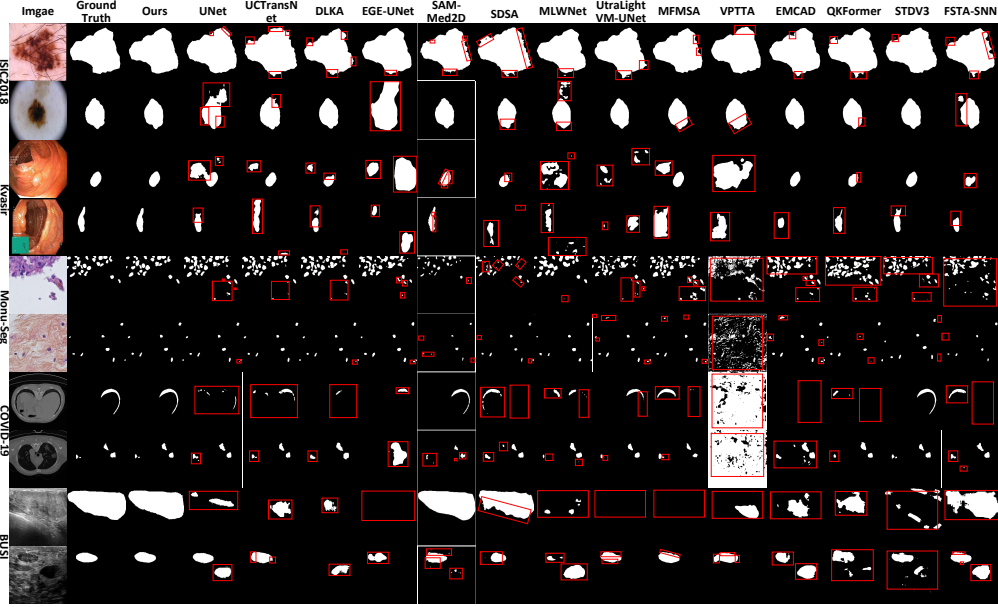 Imgae
Ground
Truth
Ours
UNet
UCTransN
et
DLKA
EGE-UNet
SAM-
Med2D
SDSA
MLWNet
UtraLight
VM-UNet
MFMSA
VPTTA
EMCAD
QKFormer
STDV3
FSTA-SNN
ISIC2018
Kvasir
Monu-Seg
COVID-19
BUSI